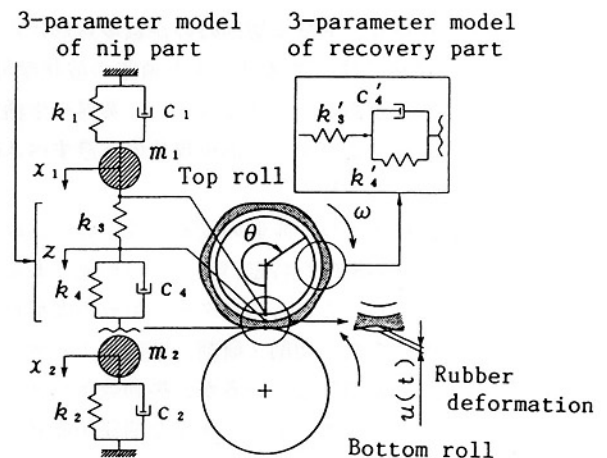 3-parameter model
of nip part
3-parameter model
of recovery part
k₁
C₁
m₁
x₁
k₃
z
k₄
C₄
m₂
x₂
k₂
C₂
Top roll
θ
ω
k′₃
C′₄
k′₄
u(t)
Rubber
deformation
Bottom roll